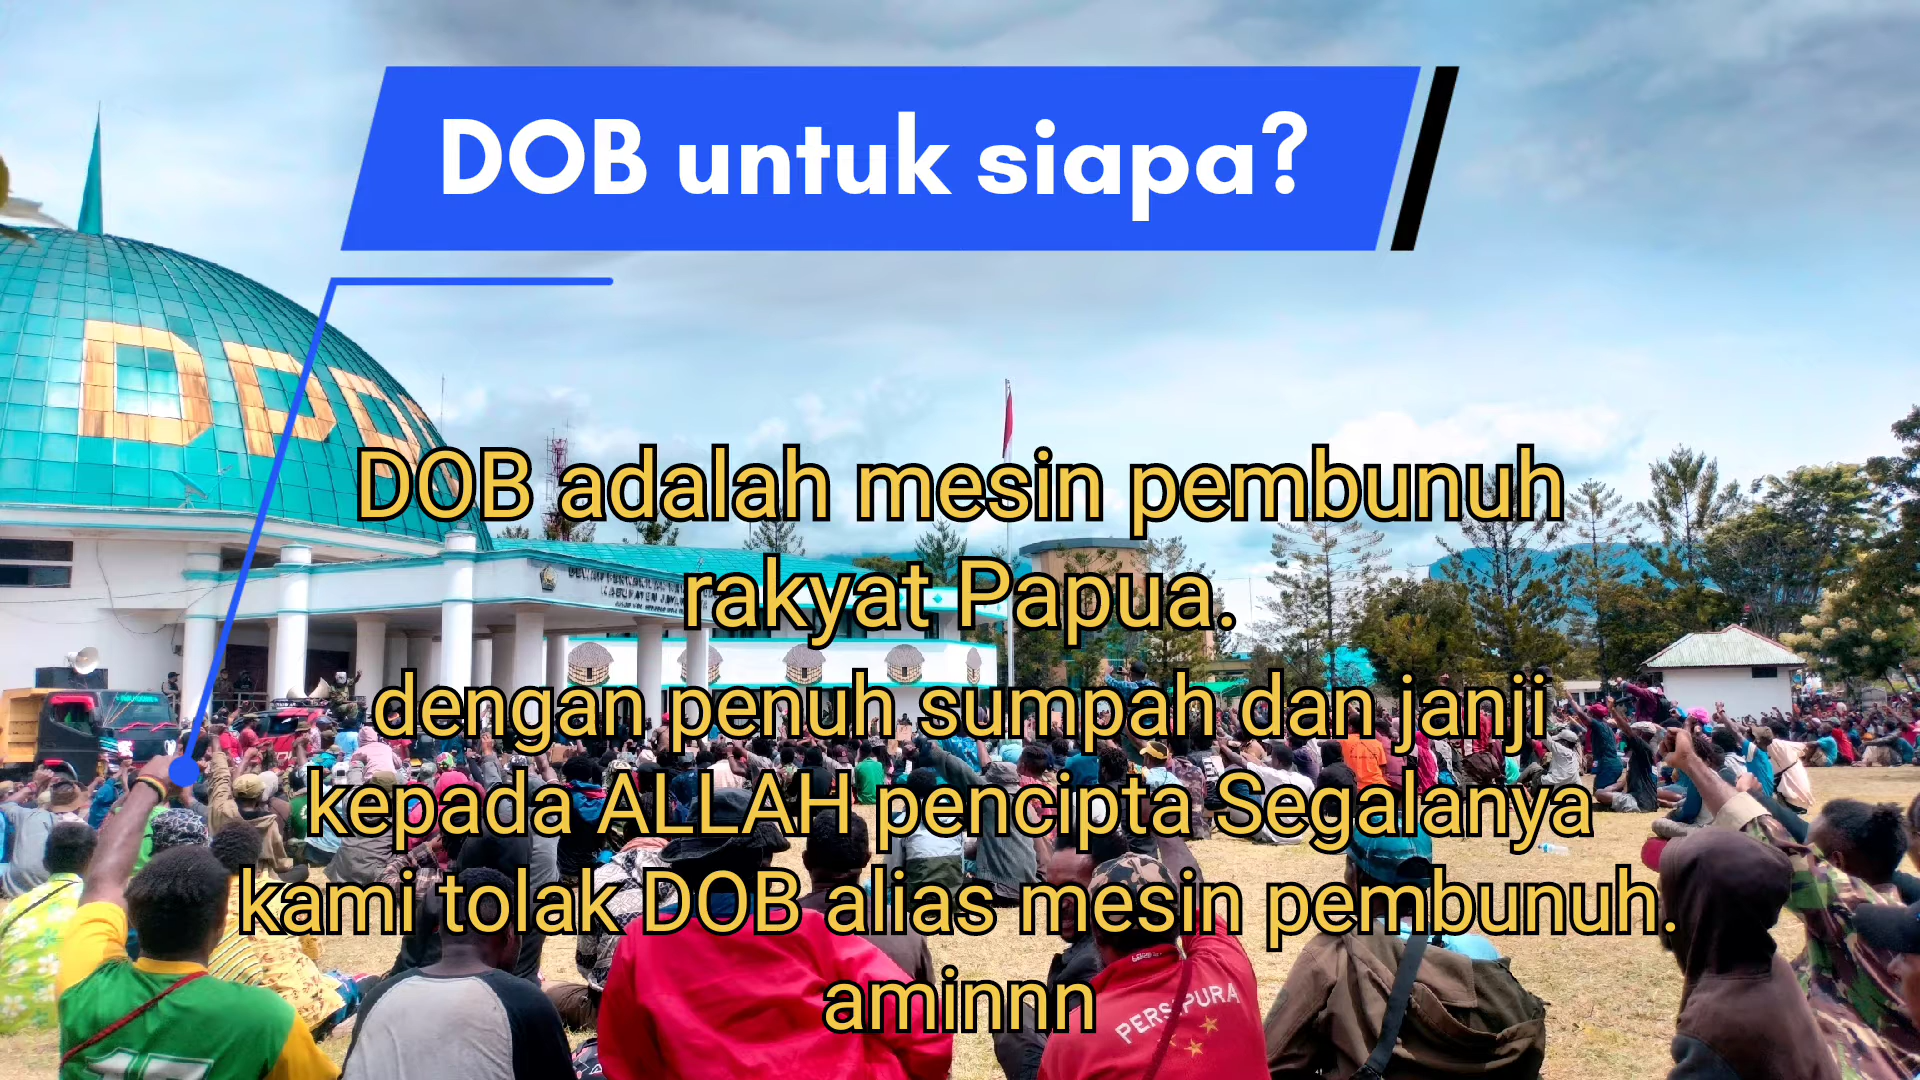 DOB untuk siapa?
DOB adalah mesin pembunuh
rakyat Papua.
dengan penuh sumpah dan janji
kepada ALLAH pencipta Segalanya
kami tolak DOB alias mesin pembunuh.
aminnn
PERSIPURA